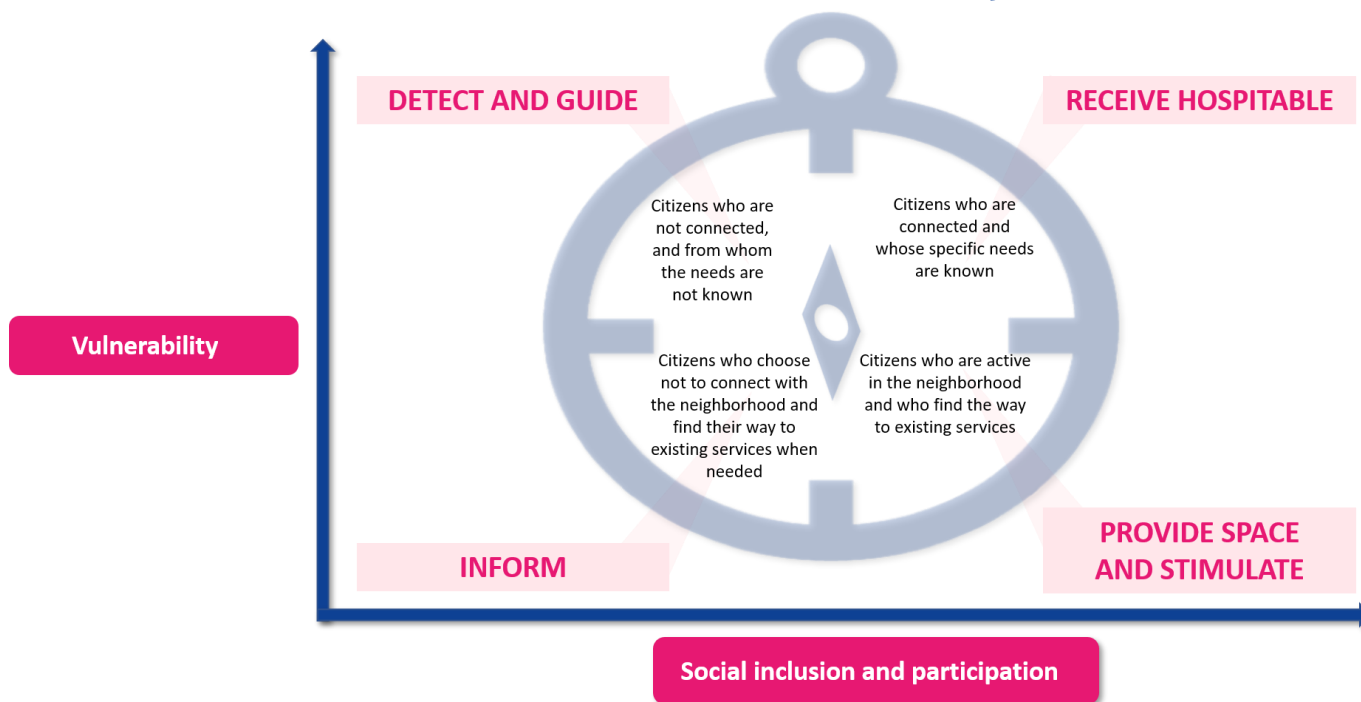 DETECT AND GUIDE
RECEIVE HOSPITABLE
Citizens who are
not connected,
and from whom
the needs are
not known
Citizens who are
connected and
whose specific needs
are known
Vulnerability
Citizens who choose
not to connect with
the neighborhood and
find their way to
existing services when
needed
Citizens who are active
in the neighborhood
and who find the way
to existing services
INFORM
PROVIDE SPACE
AND STIMULATE
Social inclusion and participation